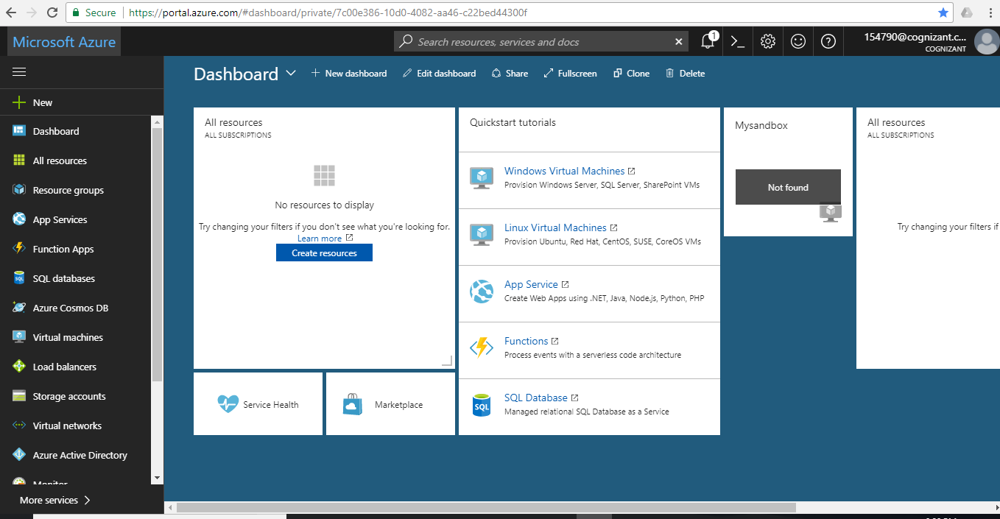 Secure
https://portal.azure.com/#dashboard/private/7c00e386-10d0-4082-aa46-c22bed44300f
Microsoft Azure
Search resources, services and docs
1
154790@cognizant.c...
COGNIZANT
Dashboard
New dashboard
Edit dashboard
Share
Fullscreen
Clone
Delete
New
Dashboard
All resources
Resource groups
App Services
Function Apps
SQL databases
Azure Cosmos DB
Virtual machines
Load balancers
Storage accounts
Virtual networks
Azure Active Directory
Monitor
More services
All resources
ALL SUBSCRIPTIONS
No resources to display
Try changing your filters if you don't see what you're looking for.
Learn more
Create resources
Service Health
Marketplace
Quickstart tutorials
Windows Virtual Machines
Provision Windows Server, SQL Server, SharePoint VMs
Linux Virtual Machines
Provision Ubuntu, Red Hat, CentOS, SUSE, CoreOS VMs
App Service
Create Web Apps using .NET, Java, Node.js, Python, PHP
Functions
Process events with a serverless code architecture
SQL
SQL Database
Managed relational SQL Database as a Service
Mysandbox
Not found
All resources
ALL SUBSCRIPTIONS
Try changing your filters if